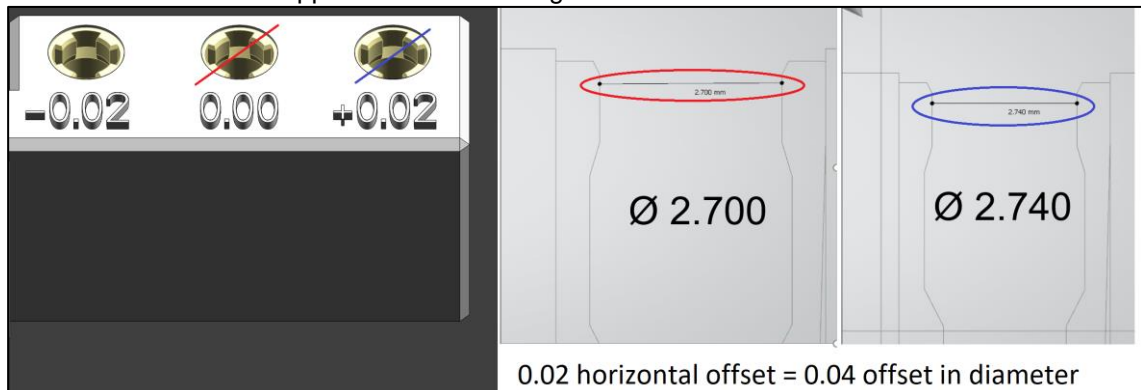 -0.02 0.00 +0.02
2.700 mm
Ø 2.700
2.740 mm
Ø 2.740
0.02 horizontal offset = 0.04 offset in diameter